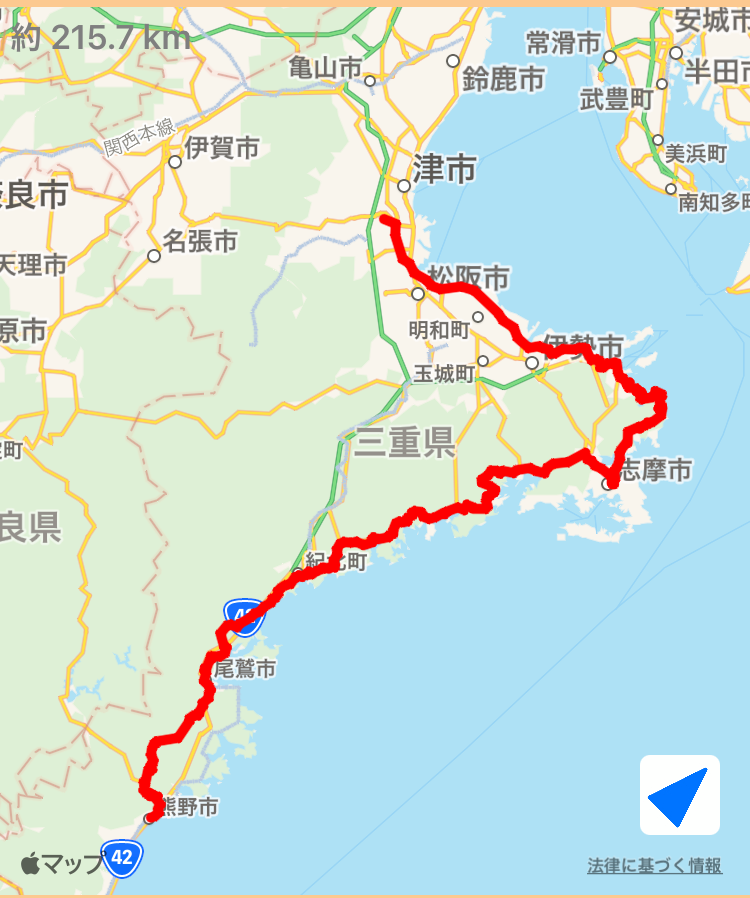 約 215.7 km
安城市
常滑市
亀山市
半田市
鈴鹿市
武豊町
関西本線
伊賀市
美浜町
津市
良市
南知多町
名張市
天理市
松阪市
明和町
原市
伊勢市
玉城町
三重県
町
志摩市
良県
紀北町
42
尾鷲市
熊野市
42
マップ
法律に基づく情報